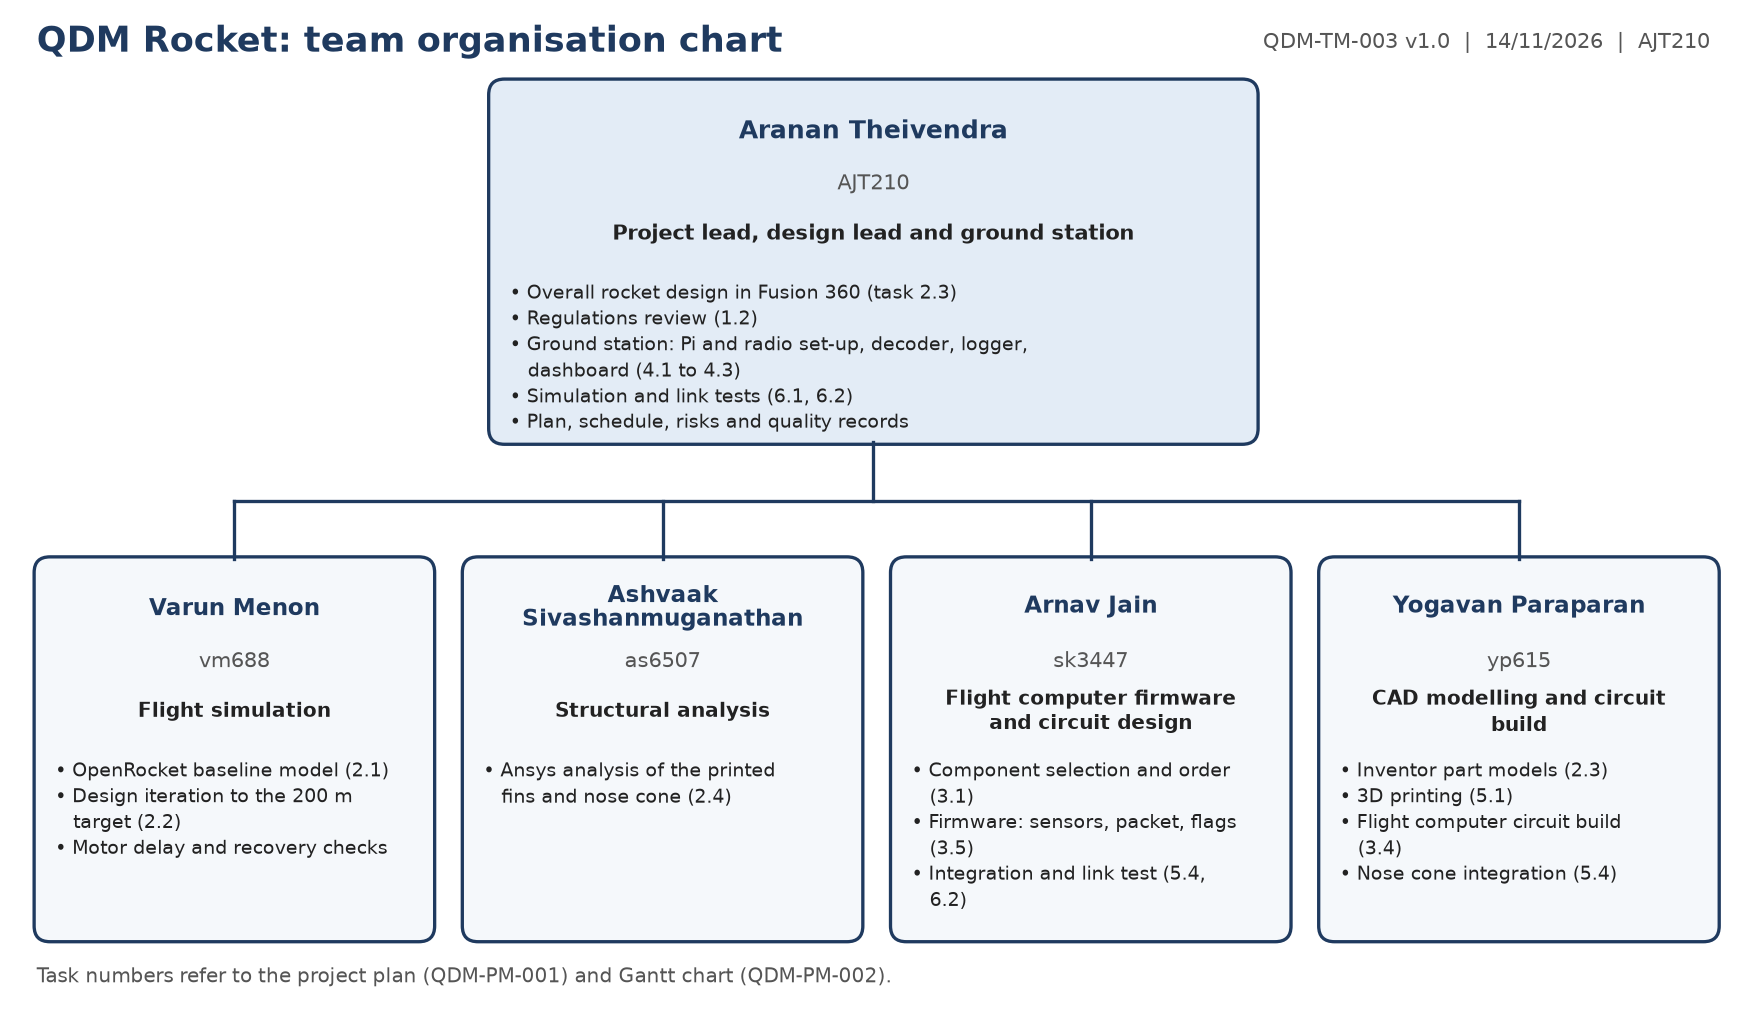 QDM Rocket: team organisation chart
QDM-TM-003 v1.0 | 14/11/2026 | AJT210
Aranan Theivendra
AJT210
Project lead, design lead and ground station
• Overall rocket design in Fusion 360 (task 2.3)
• Regulations review (1.2)
• Ground station: Pi and radio set-up, decoder, logger,
dashboard (4.1 to 4.3)
• Simulation and link tests (6.1, 6.2)
• Plan, schedule, risks and quality records
Varun Menon
vm688
Flight simulation
• OpenRocket baseline model (2.1)
• Design iteration to the 200 m
target (2.2)
• Motor delay and recovery checks
Ashvaak
Sivashanmuganathan
as6507
Structural analysis
• Ansys analysis of the printed
fins and nose cone (2.4)
Arnav Jain
sk3447
Flight computer firmware
and circuit design
• Component selection and order
(3.1)
• Firmware: sensors, packet, flags
(3.5)
• Integration and link test (5.4,
6.2)
Yogavan Paraparan
yp615
CAD modelling and circuit
build
• Inventor part models (2.3)
• 3D printing (5.1)
• Flight computer circuit build
(3.4)
• Nose cone integration (5.4)
Task numbers refer to the project plan (QDM-PM-001) and Gantt chart (QDM-PM-002).